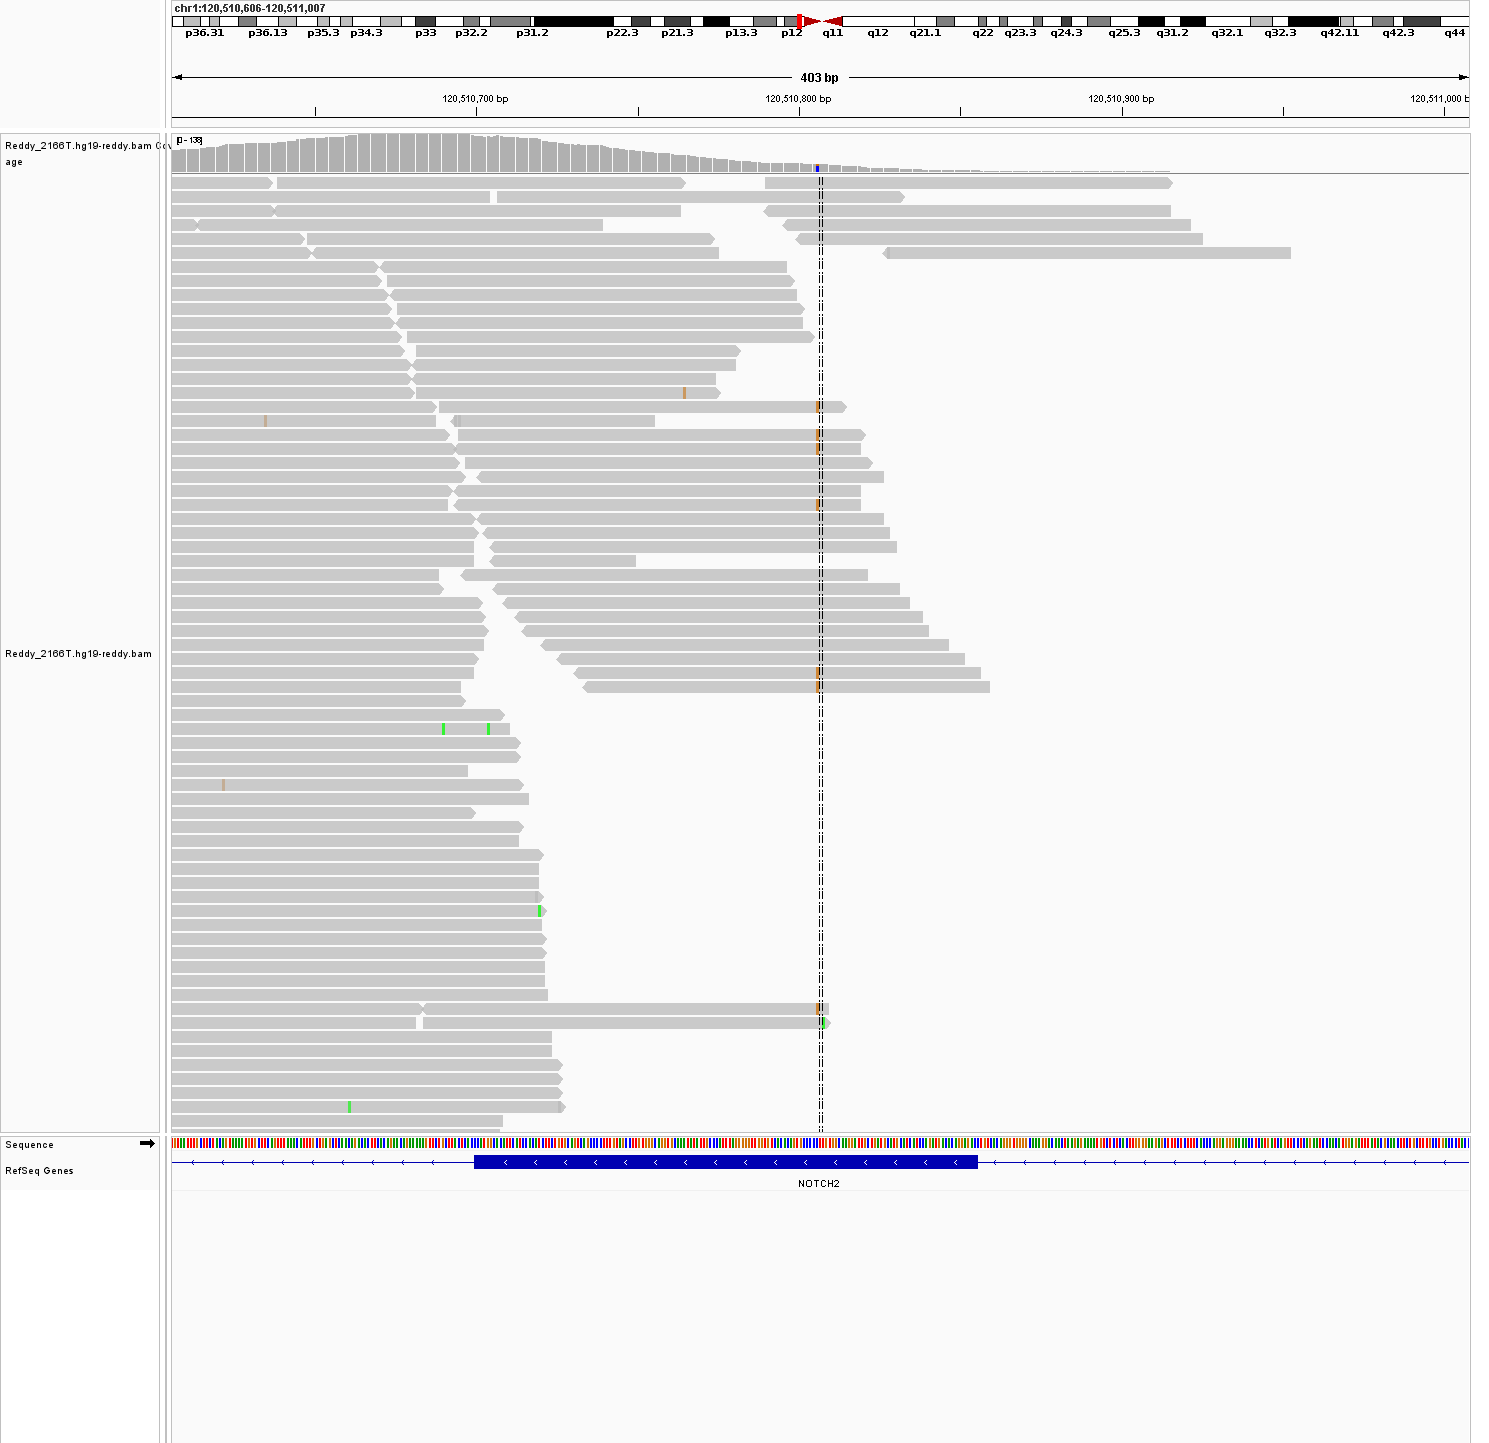 chr1:120,510,606-120,511,007
p36.31 p36.13 p35.3 p34.3 p33 p32.2 p31.2 p22.3 p21.3 p13.3 p12 q11 q12 q21.1 q22 q23.3 q24.3 q25.3 q31.2 q32.1 q32.3 q42.11 q42.3 q44
403 bp
120,510,700 bp 120,510,800 bp 120,510,900 bp 120,511,000 b
[0 - 138]
Reddy_2166T.hg19-reddy.bam Cov
age
Reddy_2166T.hg19-reddy.bam
Sequence
RefSeq Genes
NOTCH2